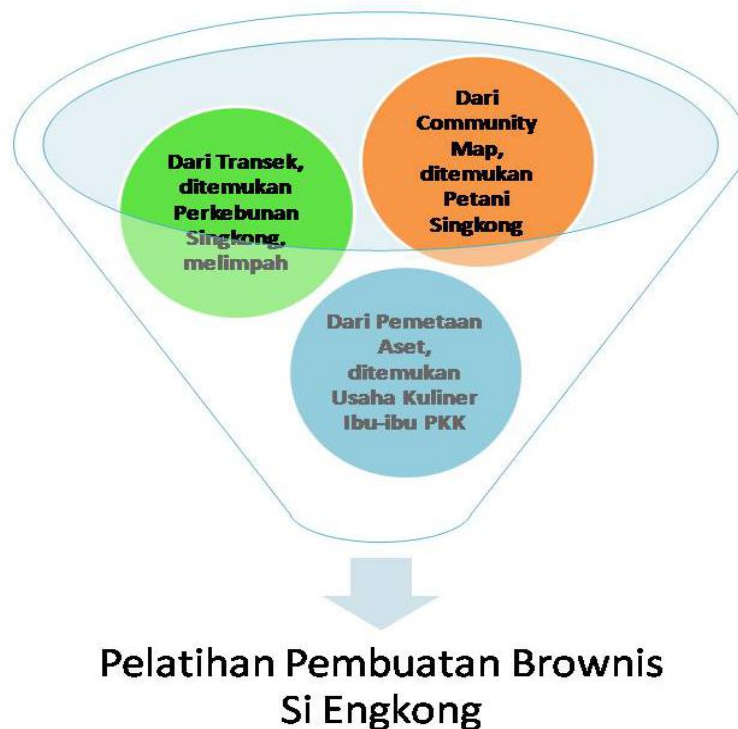 Dari Transek,
ditemukan
Perkebunan
Singkong,
melimpah
Dari
Community
Map,
ditemukan
Petani
Singkong
Dari Pemetaan
Aset,
ditemukan
Usaha Kuliner
Ibu-ibu PKK
Pelatihan Pembuatan Brownis
Si Engkong